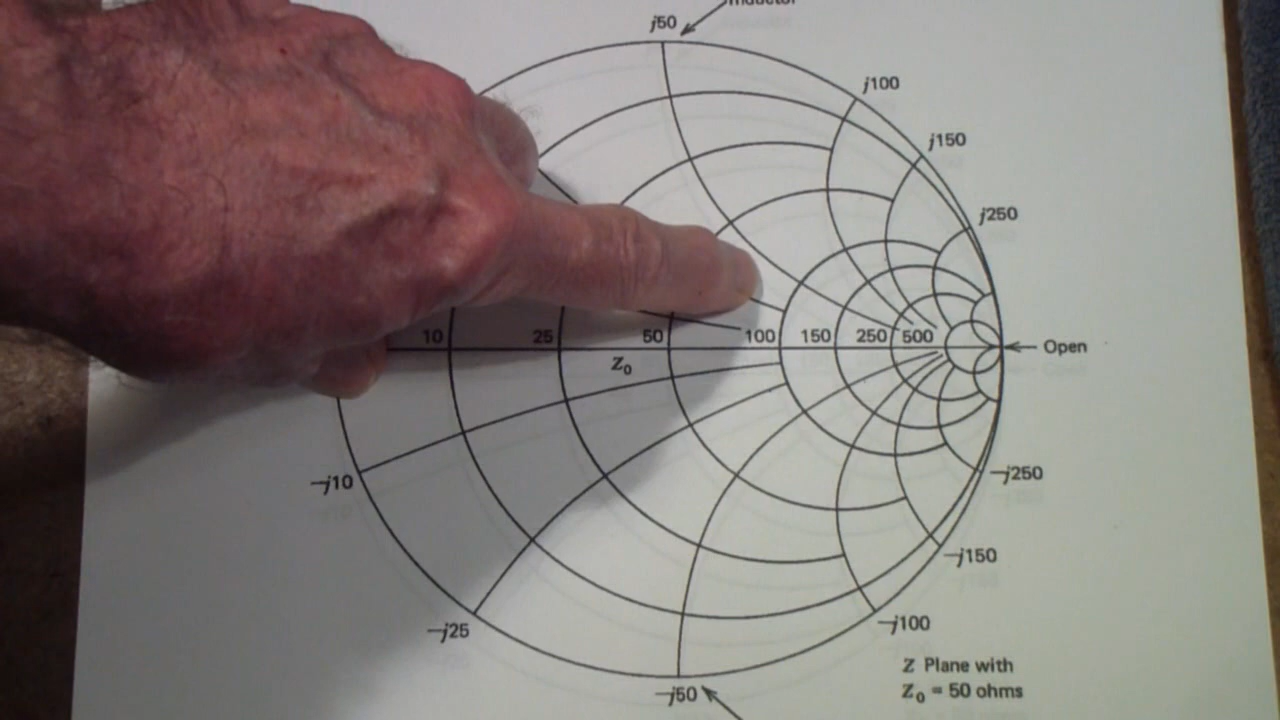 Inductor
j50
j100
j150
j250
10 25 50 100 150 250 500
Z₀
Open
–j10
–j250
–j150
–j25
–j100
–j50
Z Plane with
Z₀ = 50 ohms